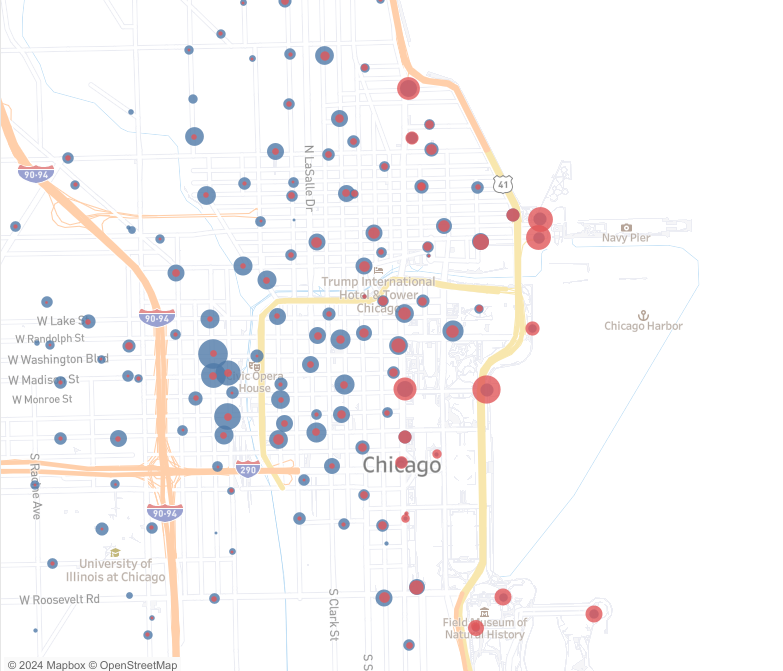 N LaSalle Dr
90-94
41
Navy Pier
Trump International
Hotel & Tower
Chicago
90-94
Chicago Harbor
W Lake S
W Randolph St
W Washington Blvd
W Madison St
W Monroe St
ivic Opera
House
S Racine Ave
290
Chicago
90-94
University of
Illinois at Chicago
W Roosevelt Rd
S Clark St
Field Museum of
Natural History
S S
© 2024 Mapbox © OpenStreetMap